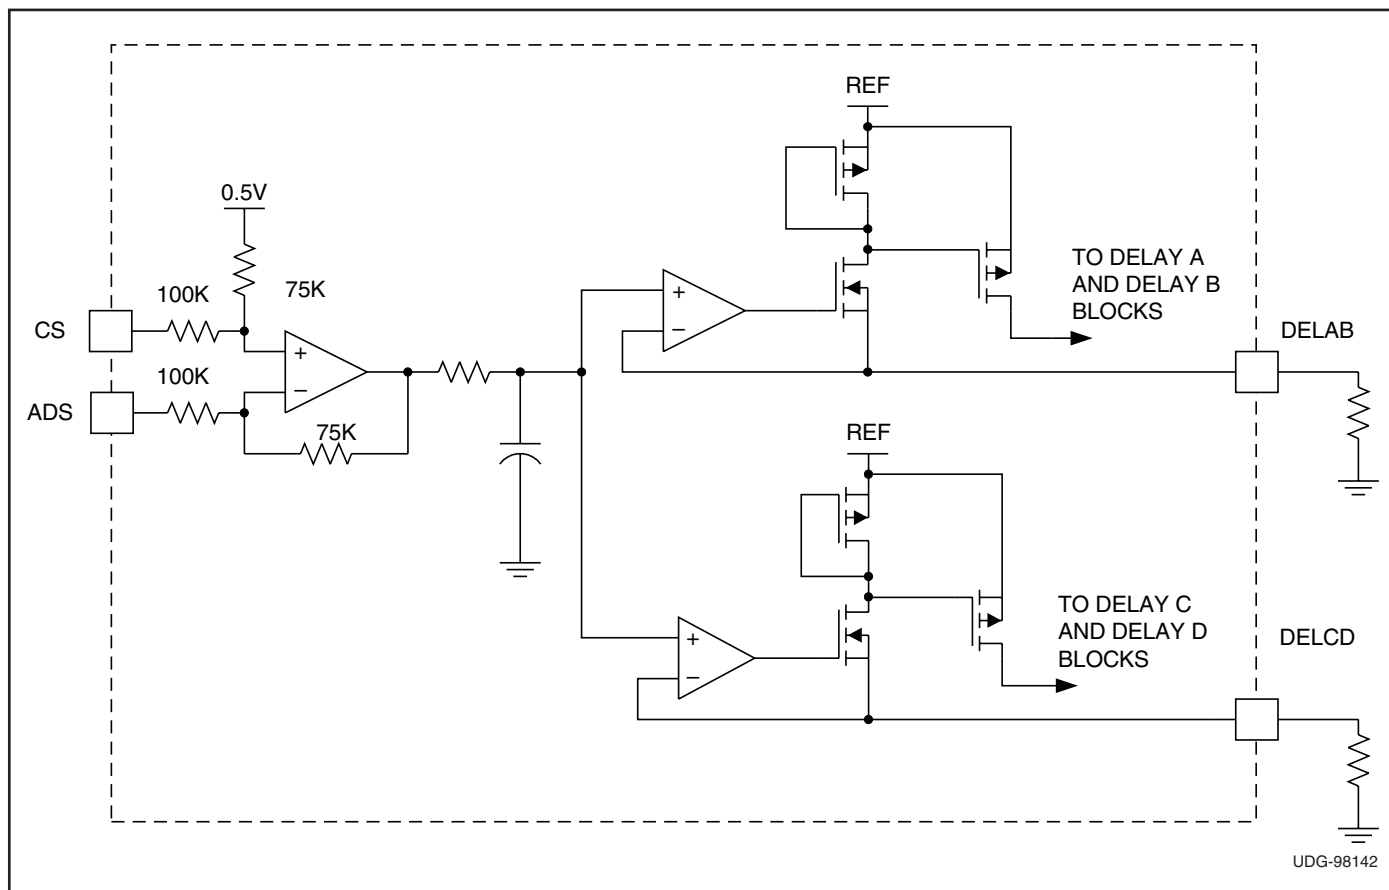 REF
0.5V
75K
100K
CS
+
−
100K
ADS
75K
+
−
TO DELAY A
AND DELAY B
BLOCKS
DELAB
REF
+
−
TO DELAY C
AND DELAY D
BLOCKS
DELCD
UDG-98142